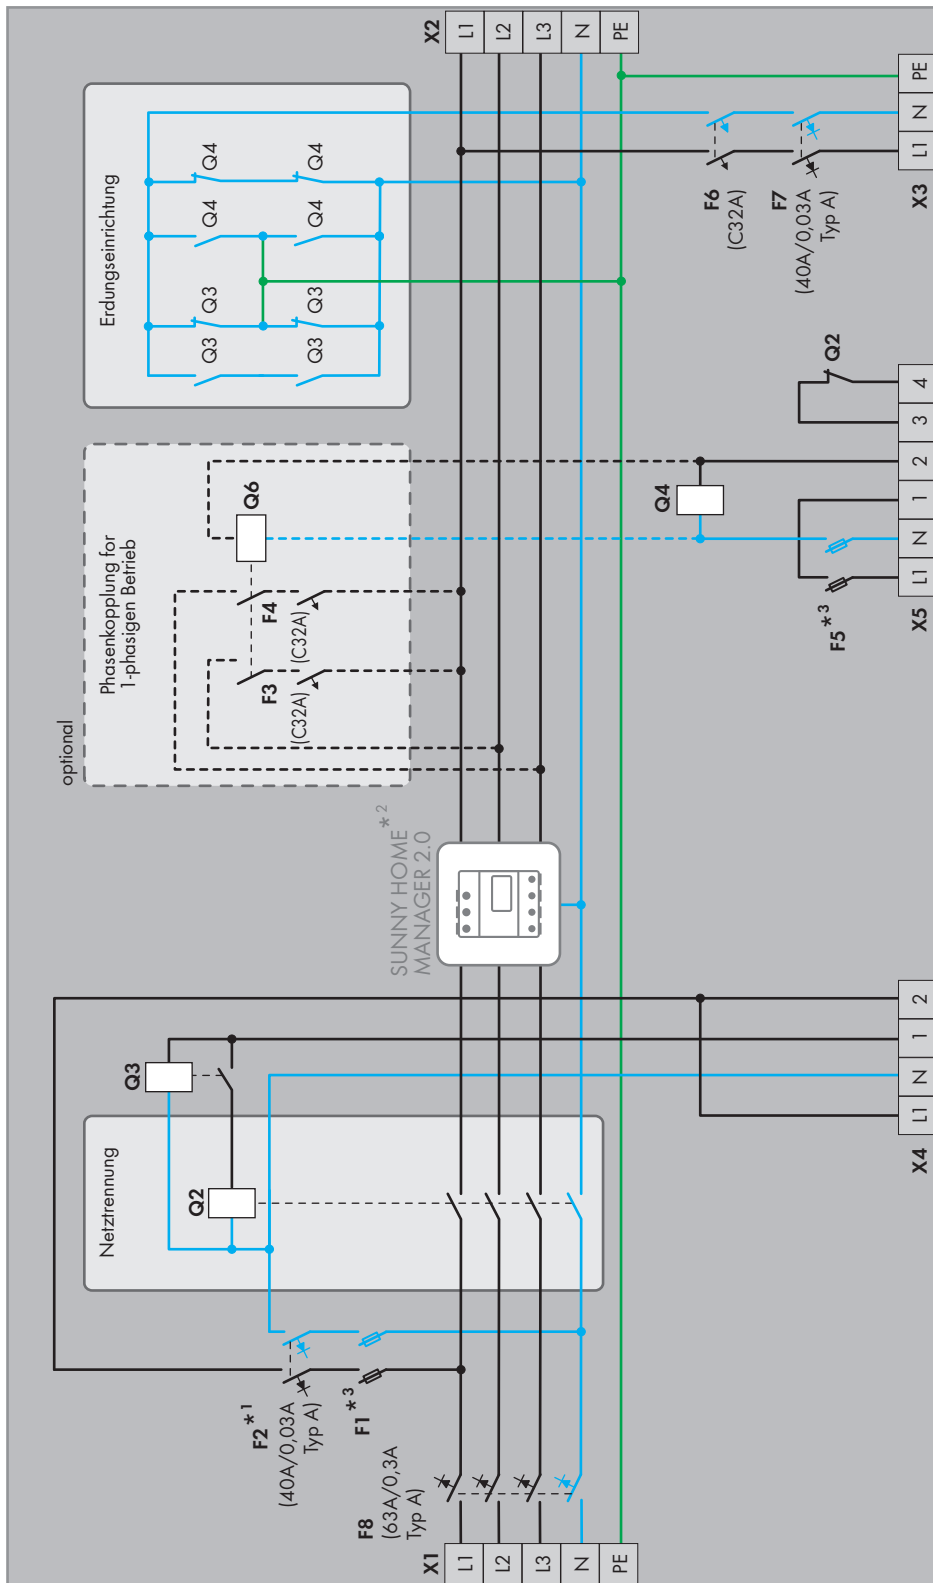 X1
L1
L2
L3
N
PE
F8
(63A/0,3A
Typ A)
F2*1
(40A/0,03A
Typ A)
F1*3
Netztrennung
Q2
Q3
X4
L1
N
1
2
SUNNY HOME
MANAGER 2.0
*2
optional
Phasenkopplung for
1-phasigen Betrieb
F3
(C32A)
F4
(C32A)
Q6
Q4
F5*3
X5
L1
N
1
2
3
4
Q2
Erdungseinrichtung
Q3
Q3
Q4
Q4
Q3
Q3
Q4
Q4
F6
(C32A)
F7
(40A/0,03A
Typ A)
X3
L1
N
PE
X2
L1
L2
L3
N
PE